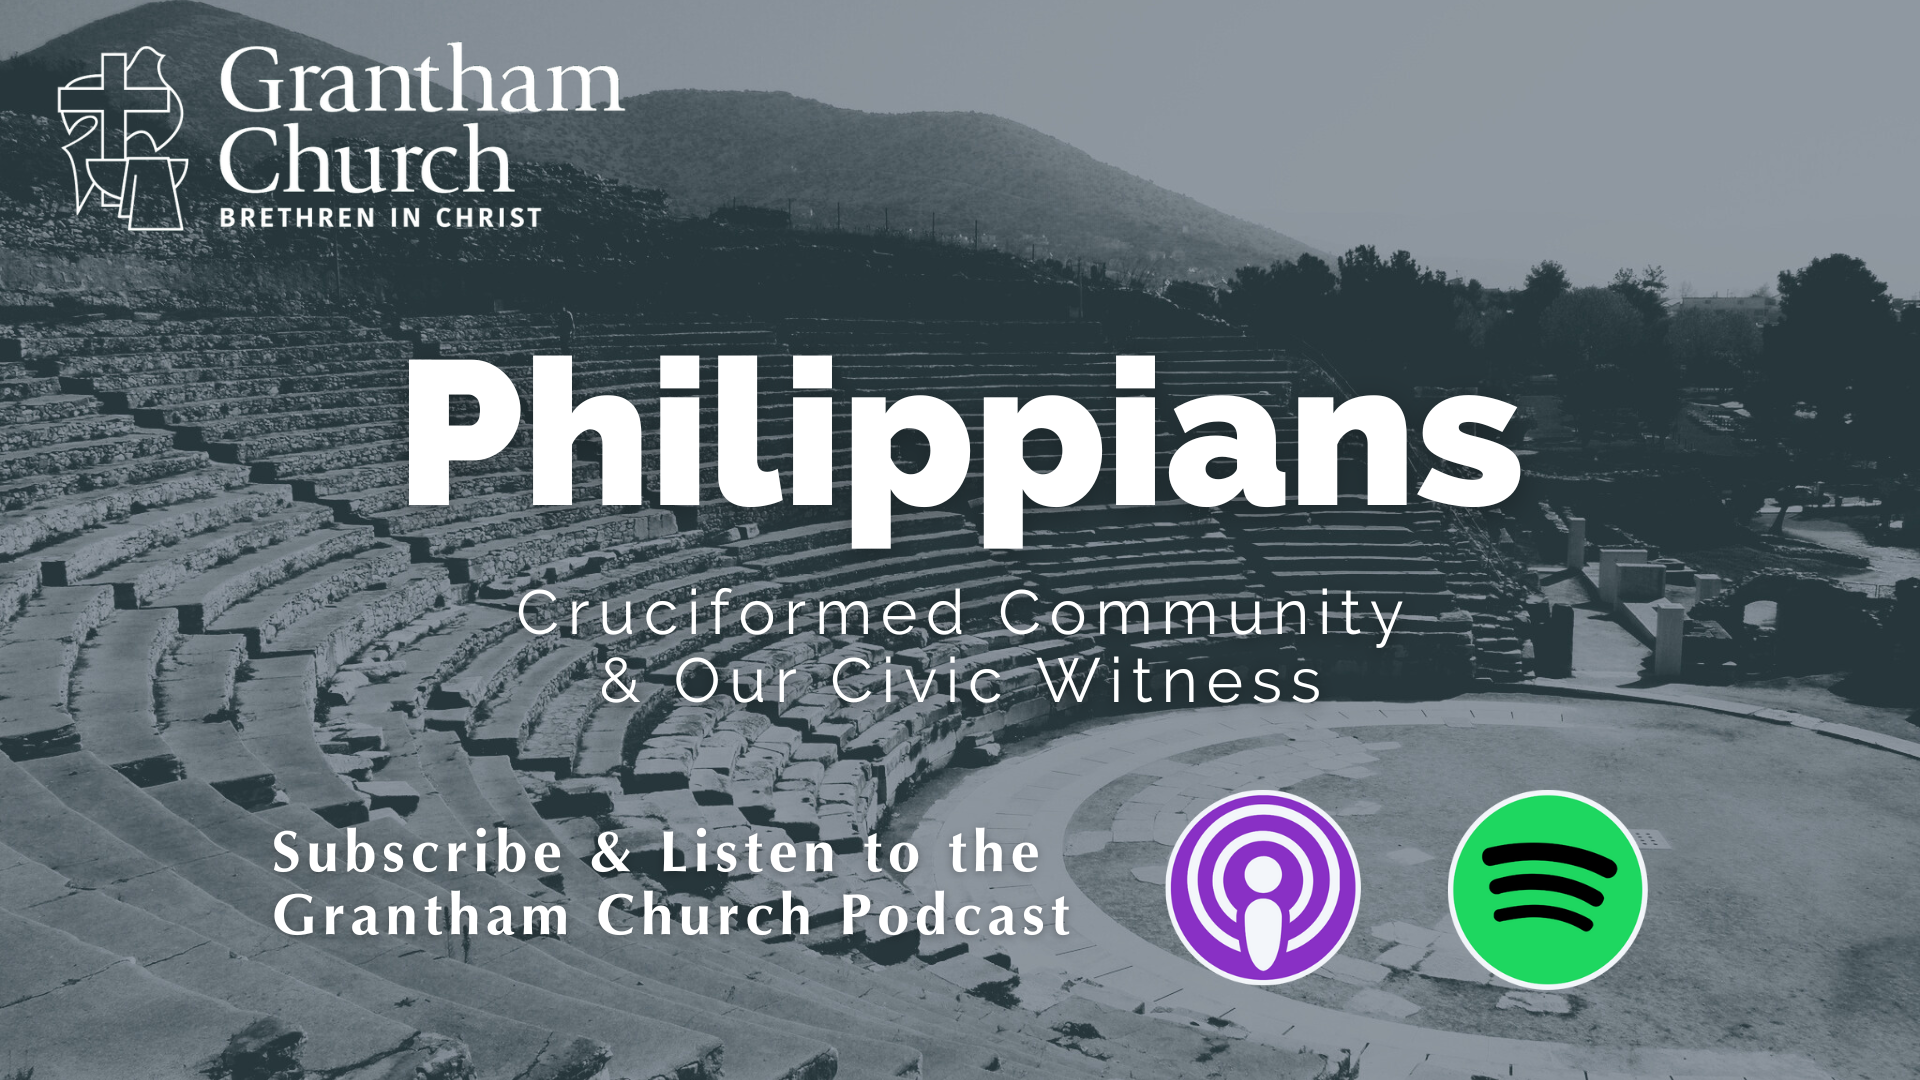 Grantham
Church
BRETHREN IN CHRIST
Philippians
Cruciformed Community
& Our Civic Witness
Subscribe & Listen to the
Grantham Church Podcast